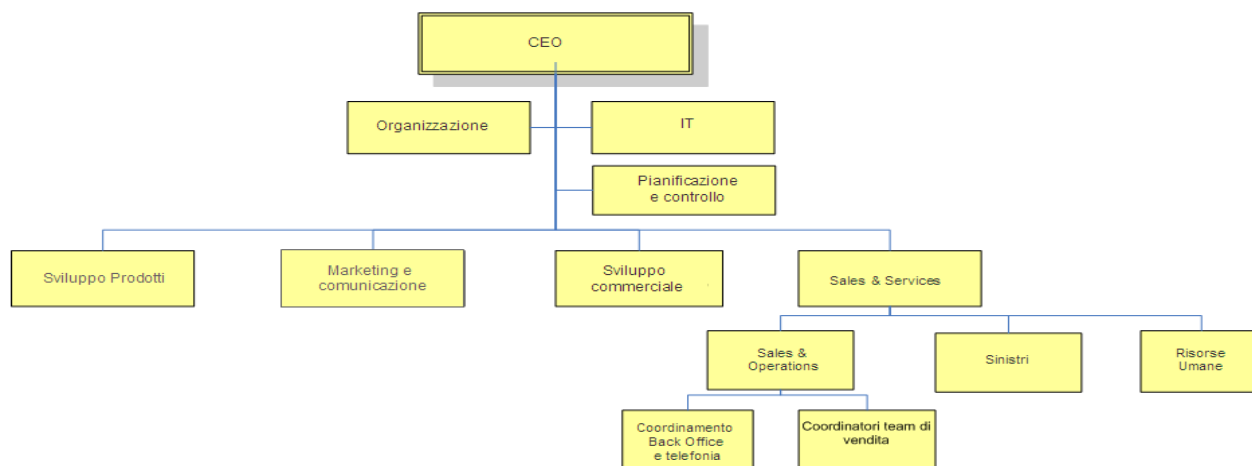 CEO
Organizzazione
IT
Pianificazione
e controllo
Sviluppo Prodotti
Marketing e
comunicazione
Sviluppo
commerciale
Sales & Services
Sales &
Operations
Sinistri
Risorse
Umane
Coordinamento
Back Office
e telefonia
Coordinatori team di
vendita